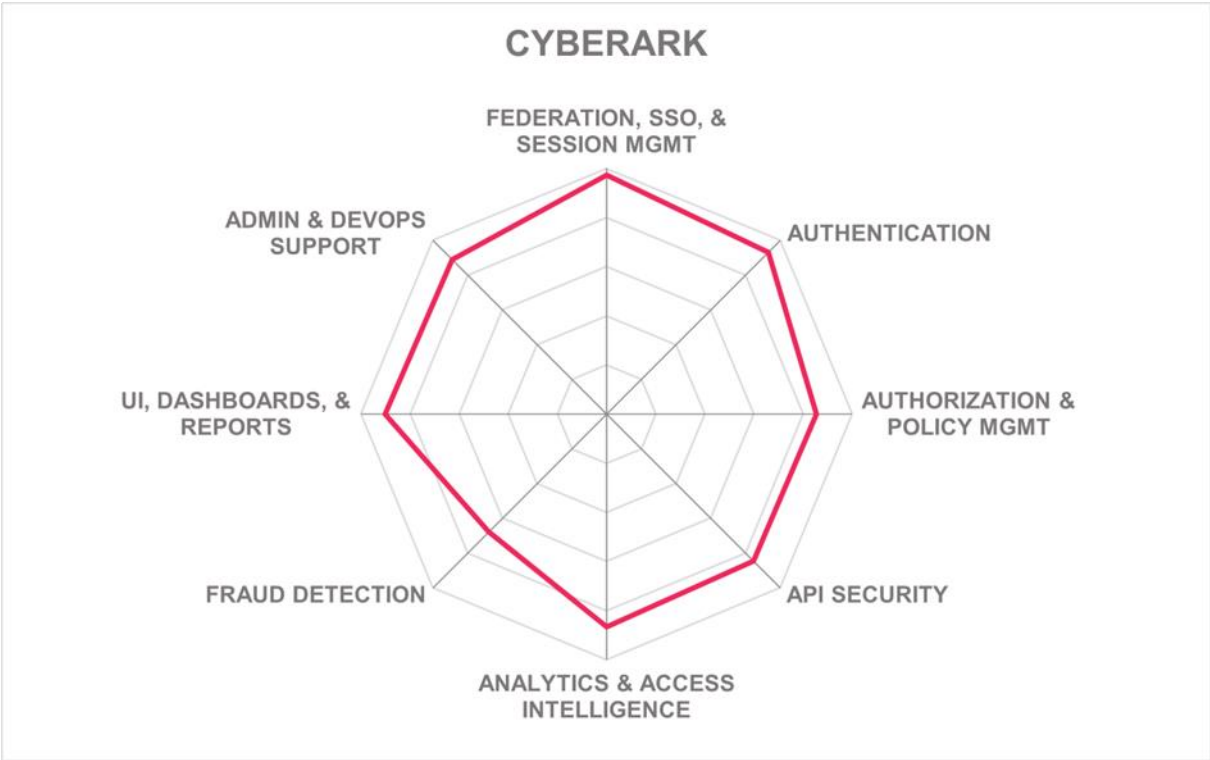 CYBERARK
FEDERATION, SSO, &
SESSION MGMT
ADMIN & DEVOPS
SUPPORT
AUTHENTICATION
UI, DASHBOARDS, &
REPORTS
AUTHORIZATION &
POLICY MGMT
FRAUD DETECTION
API SECURITY
ANALYTICS & ACCESS
INTELLIGENCE